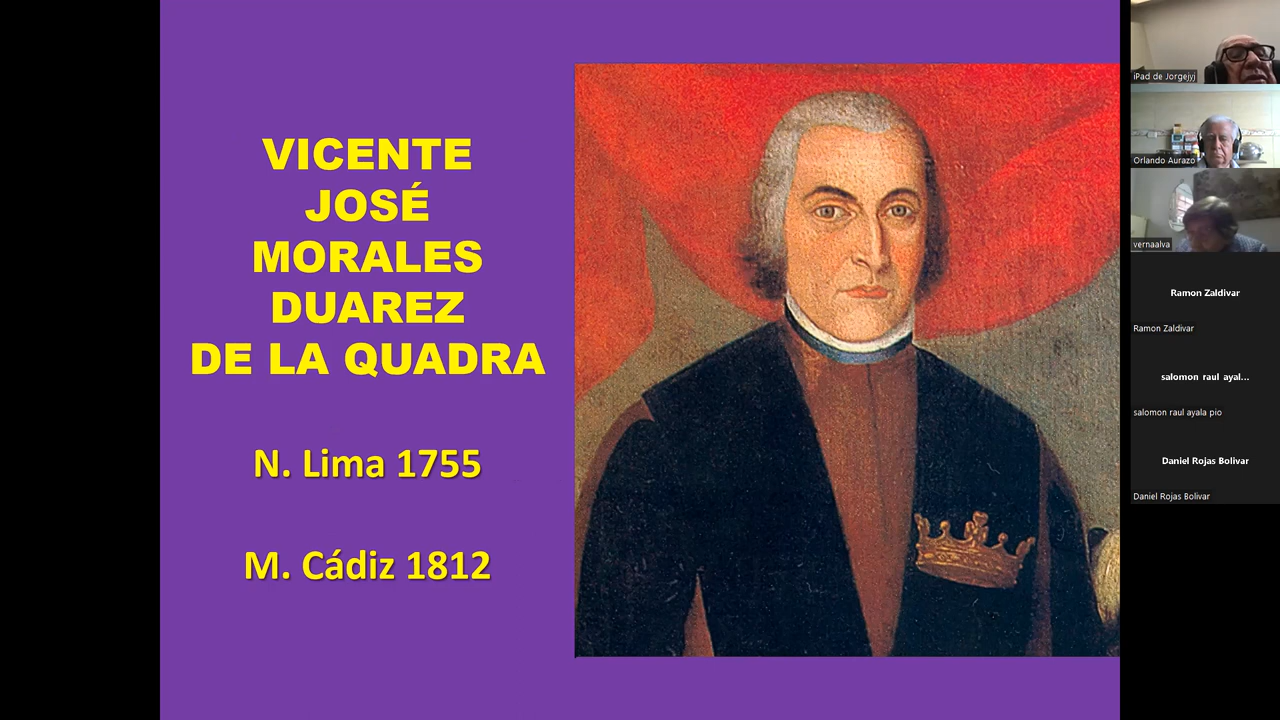 VICENTE
JOSÉ
MORALES
DUAREZ
DE LA QUADRA
N. Lima 1755
M. Cádiz 1812
iPad de Jorgejyj
Orlando Aurazo
vernaalva
Ramon Zaldivar
Ramon Zaldivar
salomon raul ayal...
salomon raul ayala pio
Daniel Rojas Bolivar
Daniel Rojas Bolivar